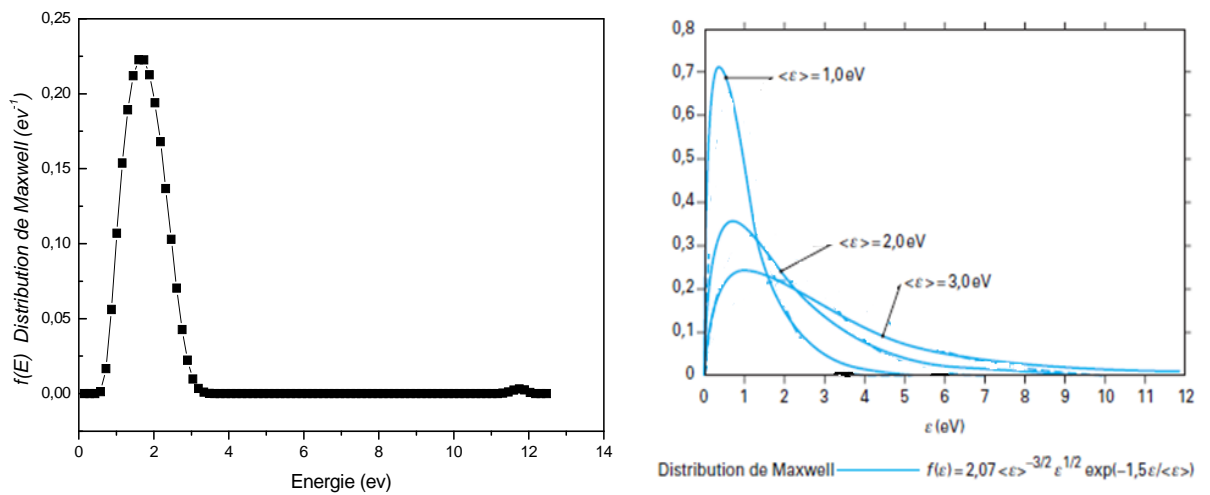 0,25
0,20
0,15
0,10
0,05
0,00
f(E) Distribution de Maxwell (ev⁻¹)
0 2 4 6 8 10 12 14
Energie (ev)
0,8
0,7
0,6
0,5
0,4
0,3
0,2
0,1
0
<ε> = 1,0 eV
<ε> = 2,0 eV
<ε> = 3,0 eV
0 1 2 3 4 5 6 7 8 9 10 11 12
ε (eV)
Distribution de Maxwell f(ε) = 2,07 <ε>⁻³/² ε¹/² exp(−1,5ε/<ε>)